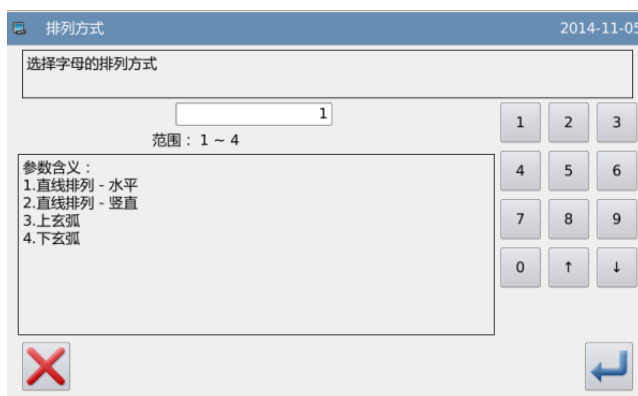 排列方式
2014-11-05
选择字母的排列方式
1
范围：1 ~ 4
参数含义：
1.直线排列 - 水平
2.直线排列 - 竖直
3.上玄弧
4.下玄弧
1 2 3
4 5 6
7 8 9
0 ↑ ↓